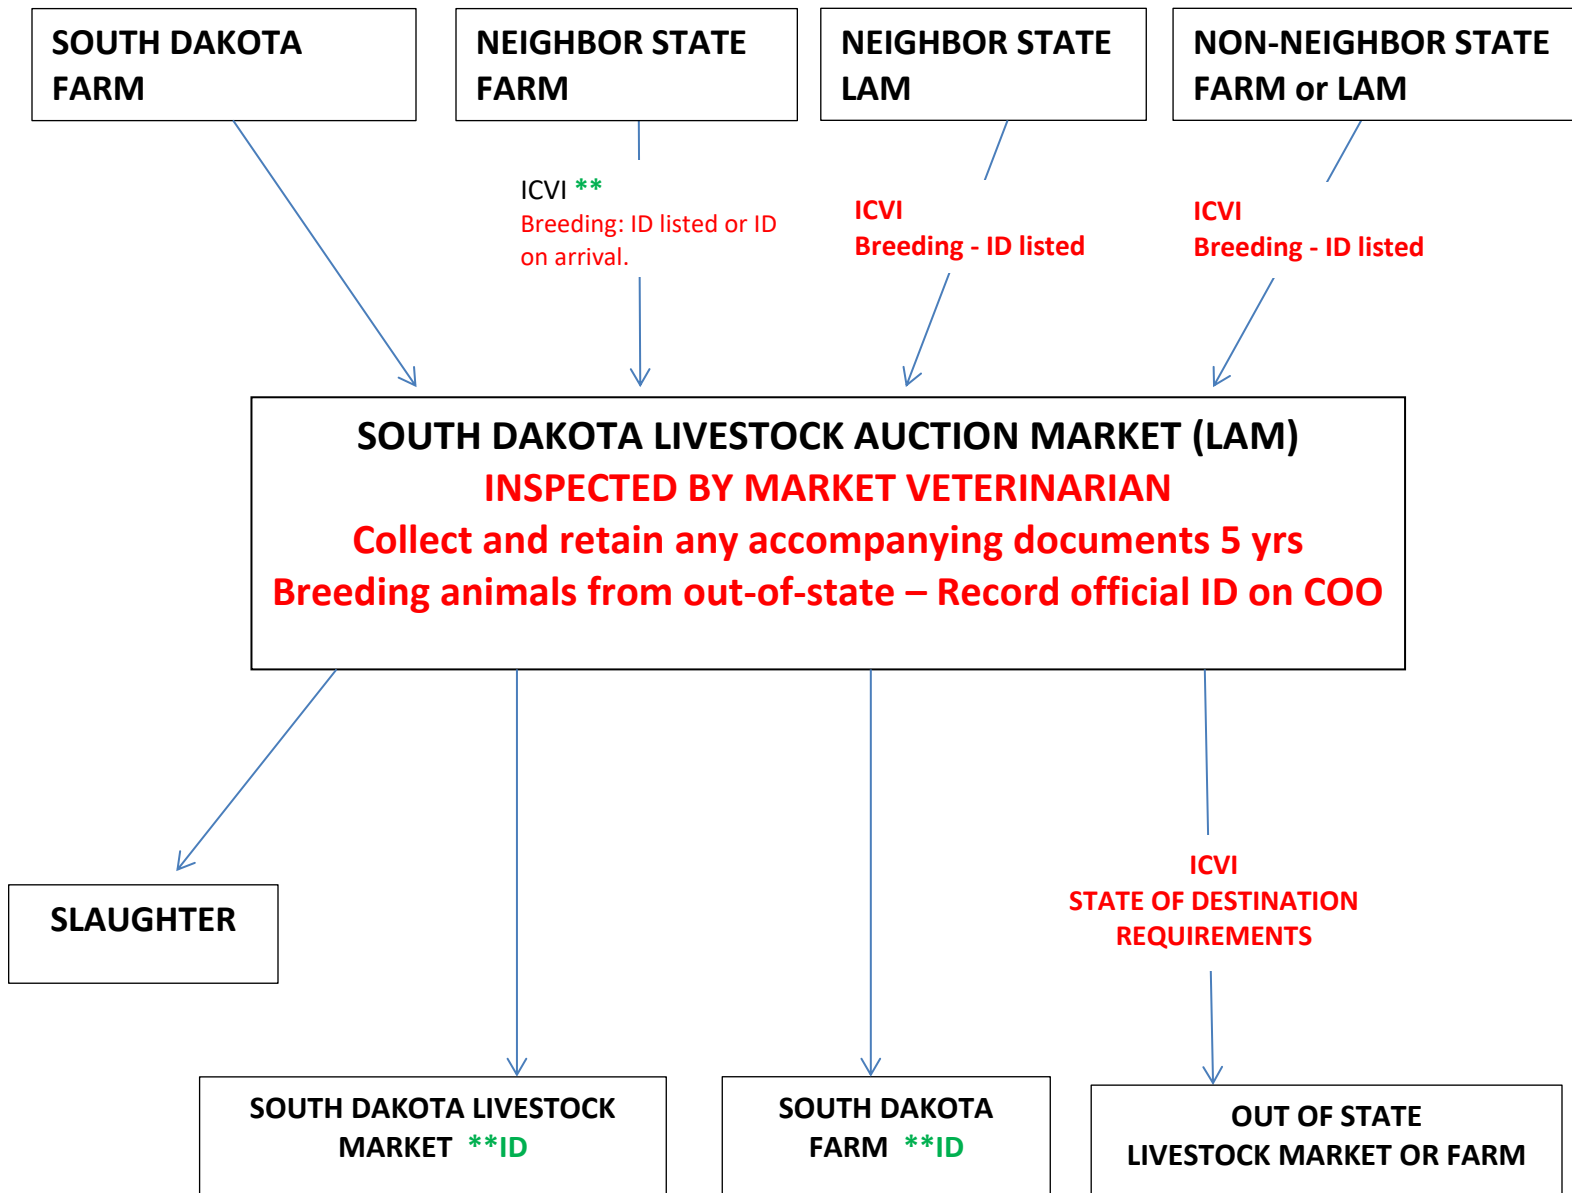 SOUTH DAKOTA
FARM
NEIGHBOR STATE
FARM
NEIGHBOR STATE
LAM
NON-NEIGHBOR STATE
FARM or LAM
ICVI **
Breeding: ID listed or ID
on arrival.
ICVI
Breeding - ID listed
ICVI
Breeding - ID listed
SOUTH DAKOTA LIVESTOCK AUCTION MARKET (LAM)
INSPECTED BY MARKET VETERINARIAN
Collect and retain any accompanying documents 5 yrs
Breeding animals from out-of-state – Record official ID on COO
SLAUGHTER
ICVI
STATE OF DESTINATION
REQUIREMENTS
SOUTH DAKOTA LIVESTOCK
MARKET **ID
SOUTH DAKOTA
FARM **ID
OUT OF STATE
LIVESTOCK MARKET OR FARM